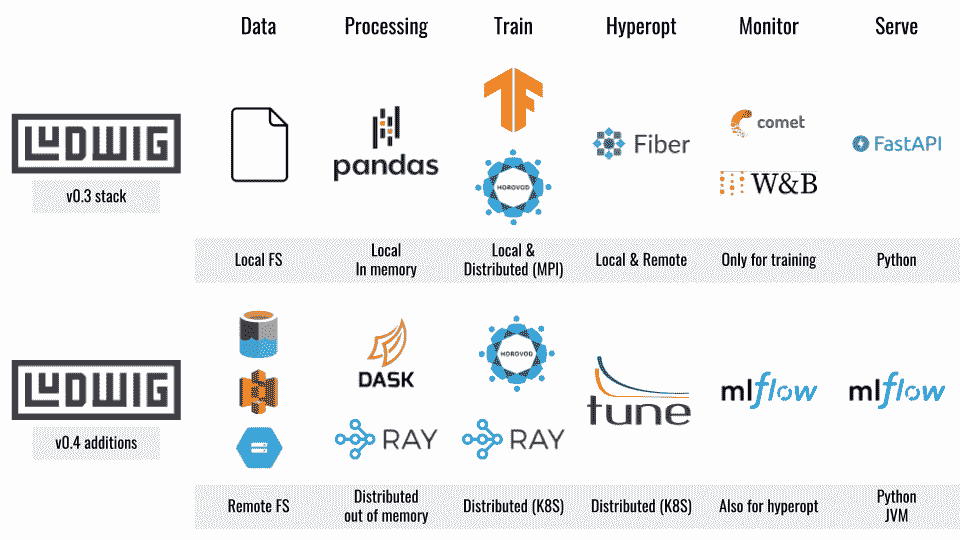 Data Processing Train Hyperopt Monitor Serve
LUDWIG
v0.3 stack
pandas
HOROVOD
Fiber
comet
W&B
FastAPI
Local FS
Local
In memory
Local &
Distributed (MPI)
Local & Remote
Only for training
Python
LUDWIG
v0.4 additions
DASK
RAY
HOROVOD
RAY
tune
mlflow
mlflow
Remote FS
Distributed
out of memory
Distributed (K8S)
Distributed (K8S)
Also for hyperopt
Python
JVM